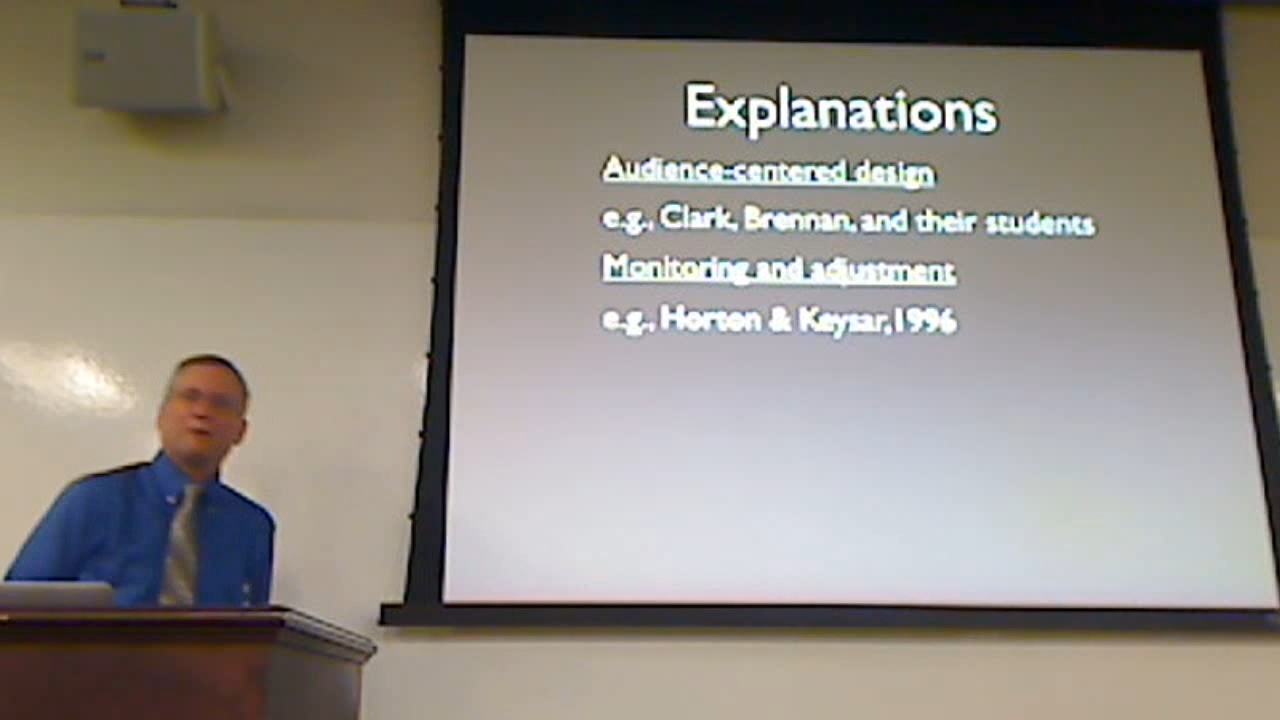 Explanations
Audience-centered design
e.g., Clark, Brennan, and their students
Monitoring and adjustment
e.g., Horton & Keysar,1996